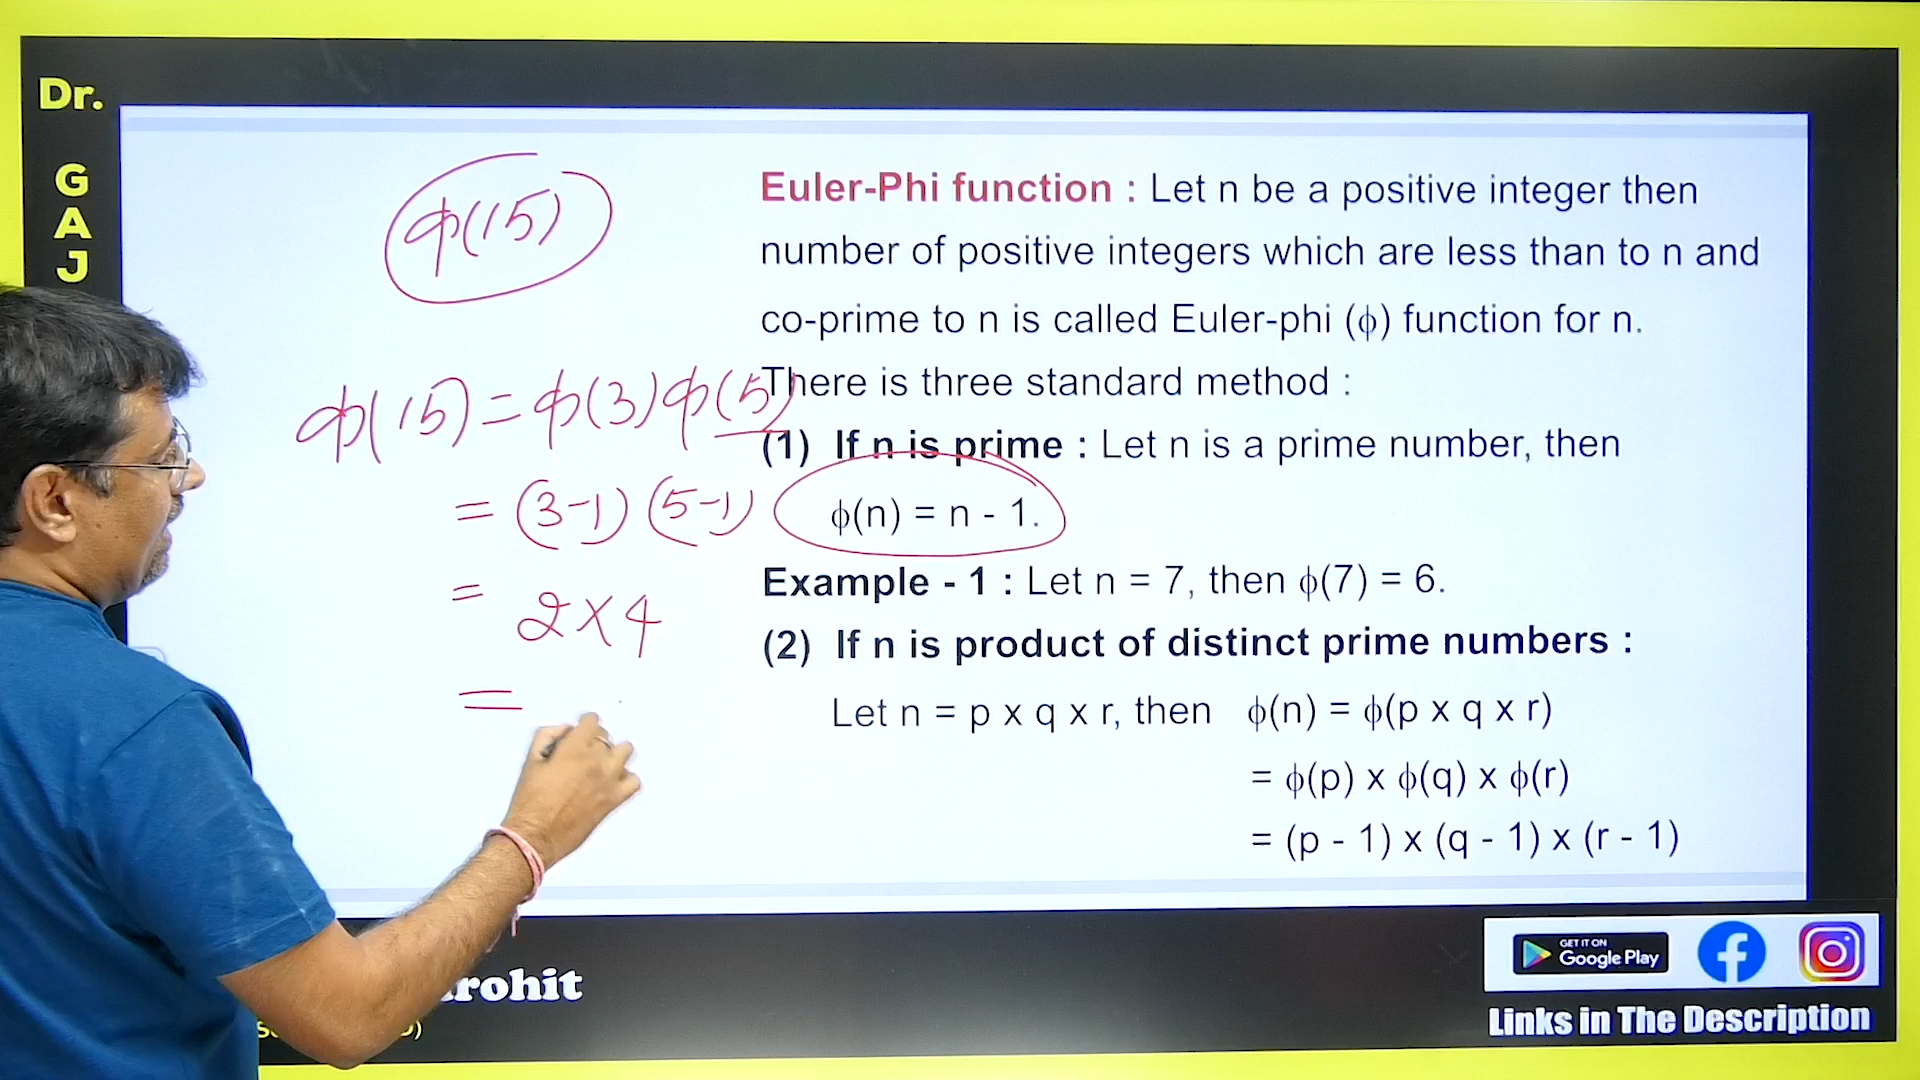 Dr.
G
A
J
ф(15)
ф(15) = ф(3) ф(5)
= (3-1) (5-1)
= 2 x 4
=
Euler-Phi function : Let n be a positive integer then
number of positive integers which are less than to n and
co-prime to n is called Euler-phi (ϕ) function for n.
There is three standard method :
(1) If n is prime : Let n is a prime number, then
ϕ(n) = n - 1.
Example - 1 : Let n = 7, then ϕ(7) = 6.
(2) If n is product of distinct prime numbers :
Let n = p x q x r, then ϕ(n) = ϕ(p x q x r)
= ϕ(p) x ϕ(q) x ϕ(r)
= (p - 1) x (q - 1) x (r - 1)
rohit
GET IT ON
Google Play
Links in The Description